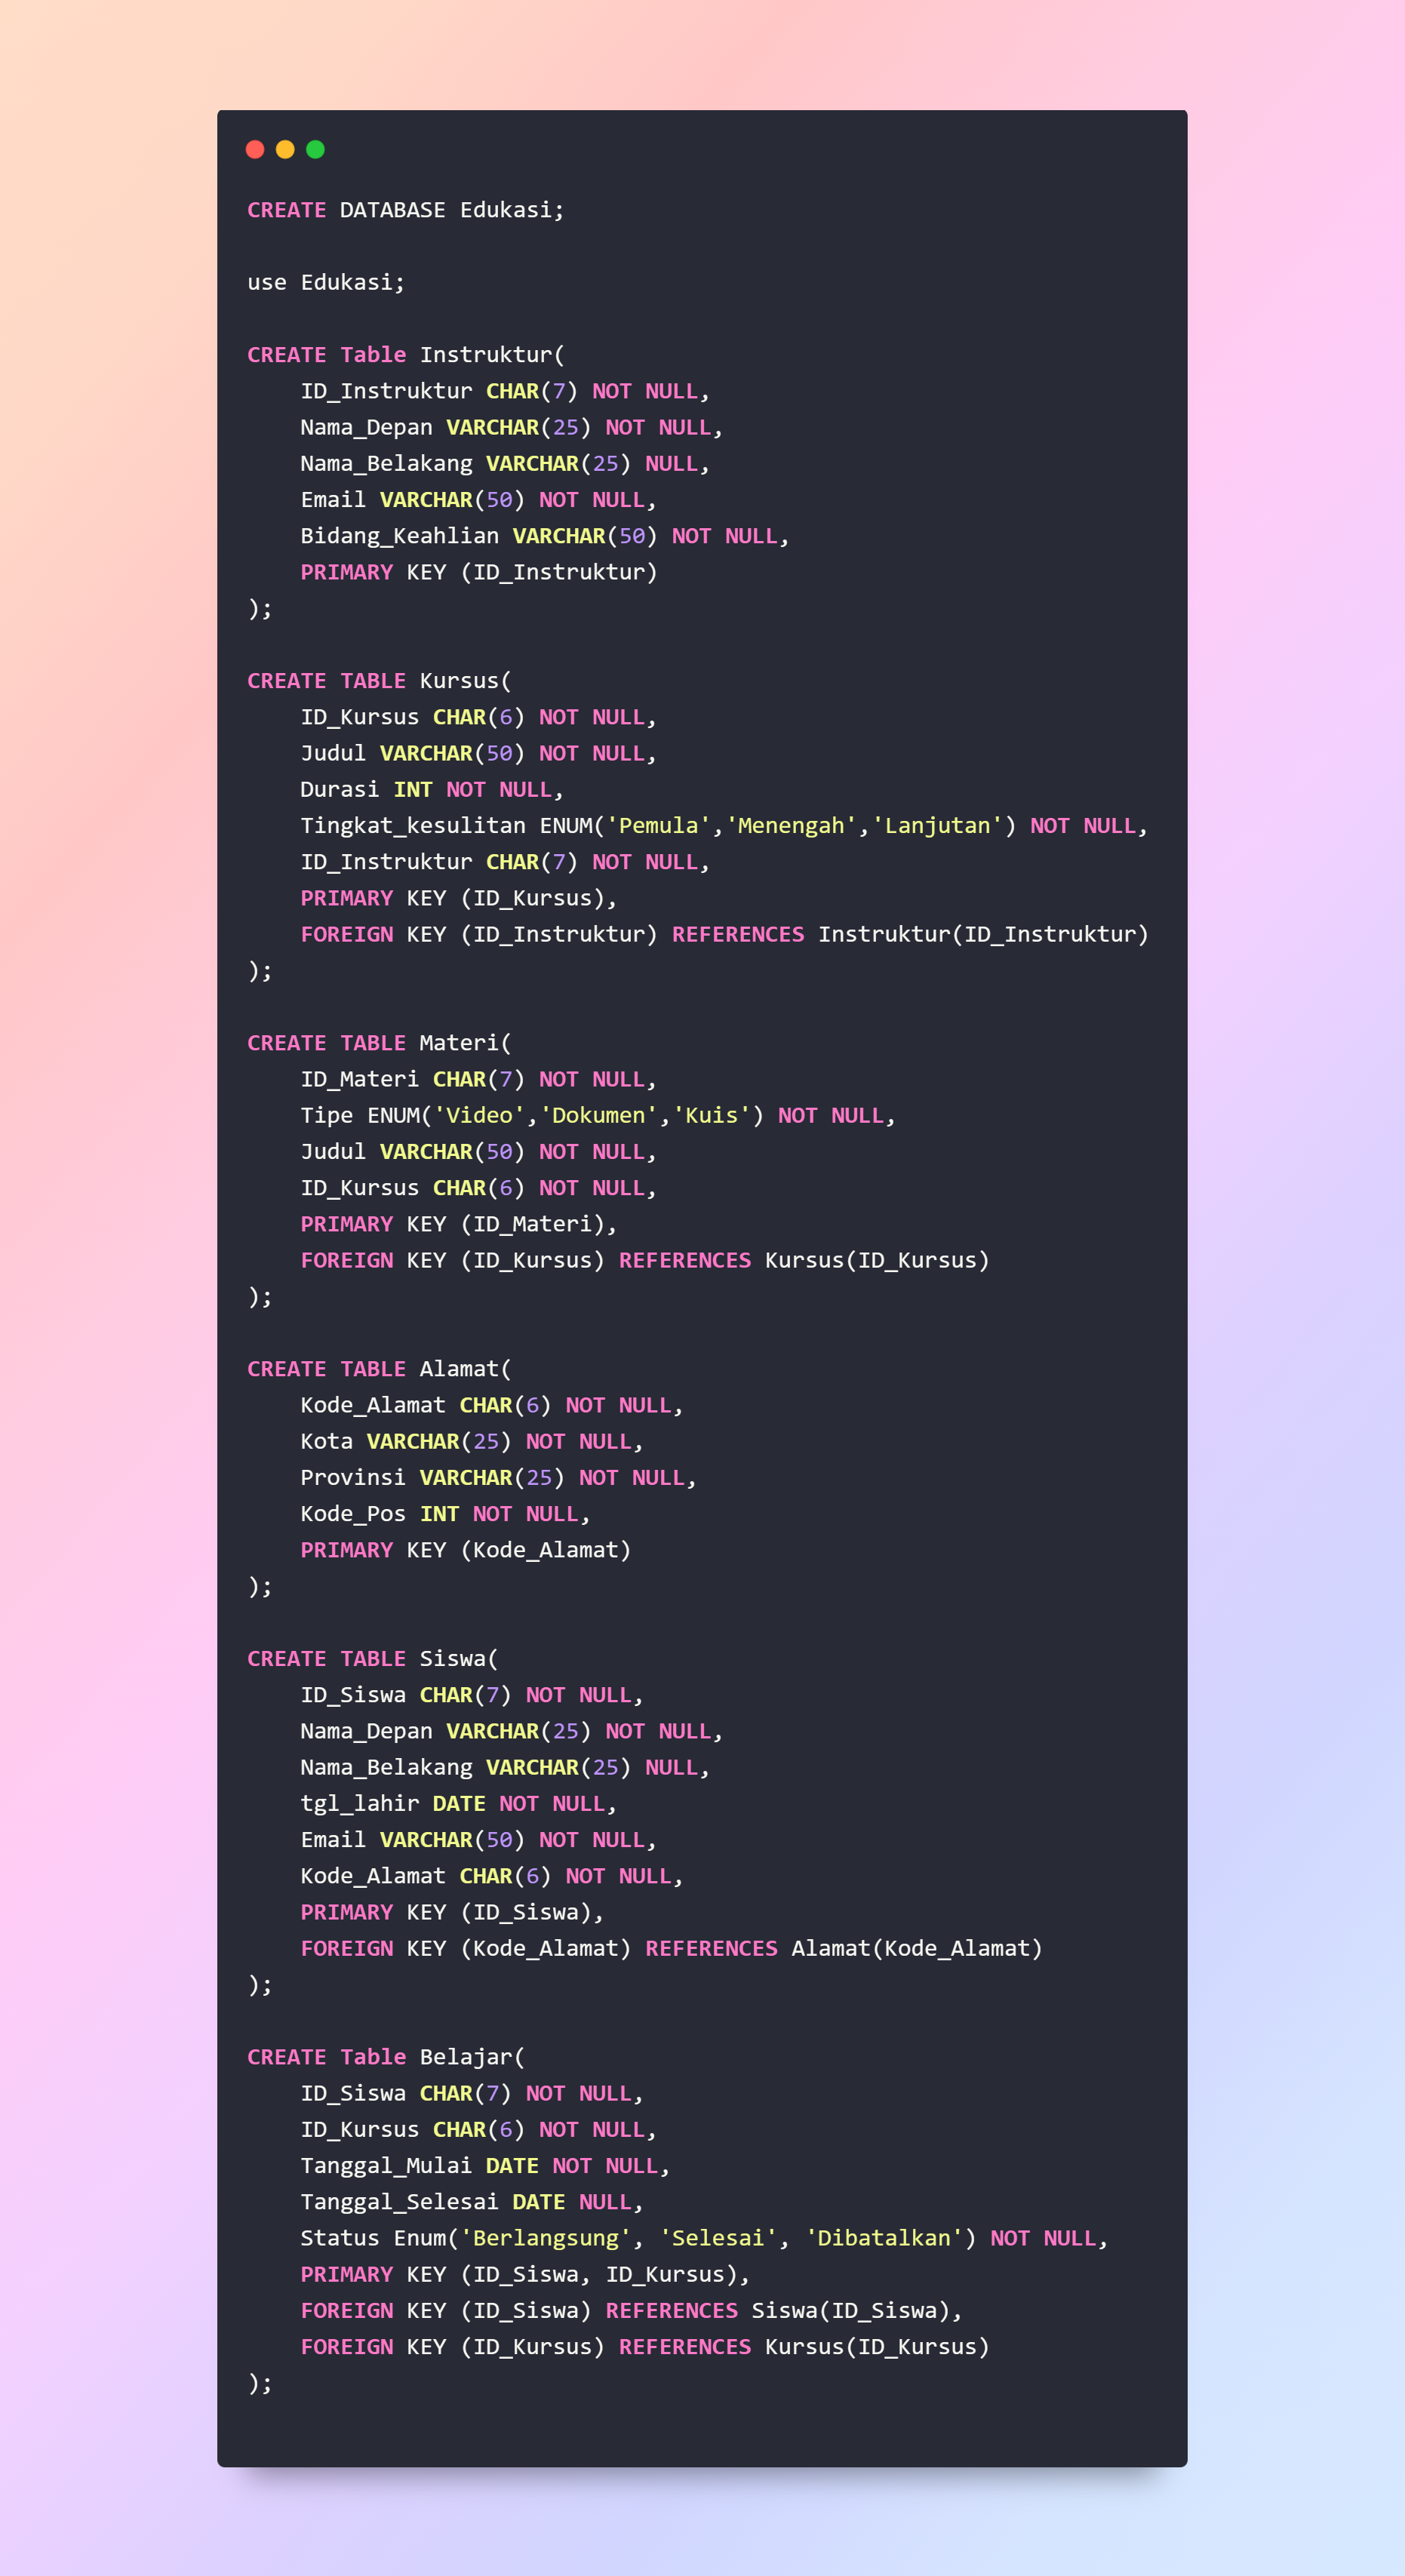 CREATE DATABASE Edukasi;
use Edukasi;
CREATE Table Instruktur(
ID_Instruktur CHAR(7) NOT NULL,
Nama_Depan VARCHAR(25) NOT NULL,
Nama_Belakang VARCHAR(25) NULL,
Email VARCHAR(50) NOT NULL,
Bidang_Keahlian VARCHAR(50) NOT NULL,
PRIMARY KEY (ID_Instruktur)
);
CREATE TABLE Kursus(
ID_Kursus CHAR(6) NOT NULL,
Judul VARCHAR(50) NOT NULL,
Durasi INT NOT NULL,
Tingkat_kesulitan ENUM('Pemula','Menengah','Lanjutan') NOT NULL,
ID_Instruktur CHAR(7) NOT NULL,
PRIMARY KEY (ID_Kursus),
FOREIGN KEY (ID_Instruktur) REFERENCES Instruktur(ID_Instruktur)
);
CREATE TABLE Materi(
ID_Materi CHAR(7) NOT NULL,
Tipe ENUM('Video','Dokumen','Kuis') NOT NULL,
Judul VARCHAR(50) NOT NULL,
ID_Kursus CHAR(6) NOT NULL,
PRIMARY KEY (ID_Materi),
FOREIGN KEY (ID_Kursus) REFERENCES Kursus(ID_Kursus)
);
CREATE TABLE Alamat(
Kode_Alamat CHAR(6) NOT NULL,
Kota VARCHAR(25) NOT NULL,
Provinsi VARCHAR(25) NOT NULL,
Kode_Pos INT NOT NULL,
PRIMARY KEY (Kode_Alamat)
);
CREATE TABLE Siswa(
ID_Siswa CHAR(7) NOT NULL,
Nama_Depan VARCHAR(25) NOT NULL,
Nama_Belakang VARCHAR(25) NULL,
tgl_lahir DATE NOT NULL,
Email VARCHAR(50) NOT NULL,
Kode_Alamat CHAR(6) NOT NULL,
PRIMARY KEY (ID_Siswa),
FOREIGN KEY (Kode_Alamat) REFERENCES Alamat(Kode_Alamat)
);
CREATE Table Belajar(
ID_Siswa CHAR(7) NOT NULL,
ID_Kursus CHAR(6) NOT NULL,
Tanggal_Mulai DATE NOT NULL,
Tanggal_Selesai DATE NULL,
Status Enum('Berlangsung', 'Selesai', 'Dibatalkan') NOT NULL,
PRIMARY KEY (ID_Siswa, ID_Kursus),
FOREIGN KEY (ID_Siswa) REFERENCES Siswa(ID_Siswa),
FOREIGN KEY (ID_Kursus) REFERENCES Kursus(ID_Kursus)
);